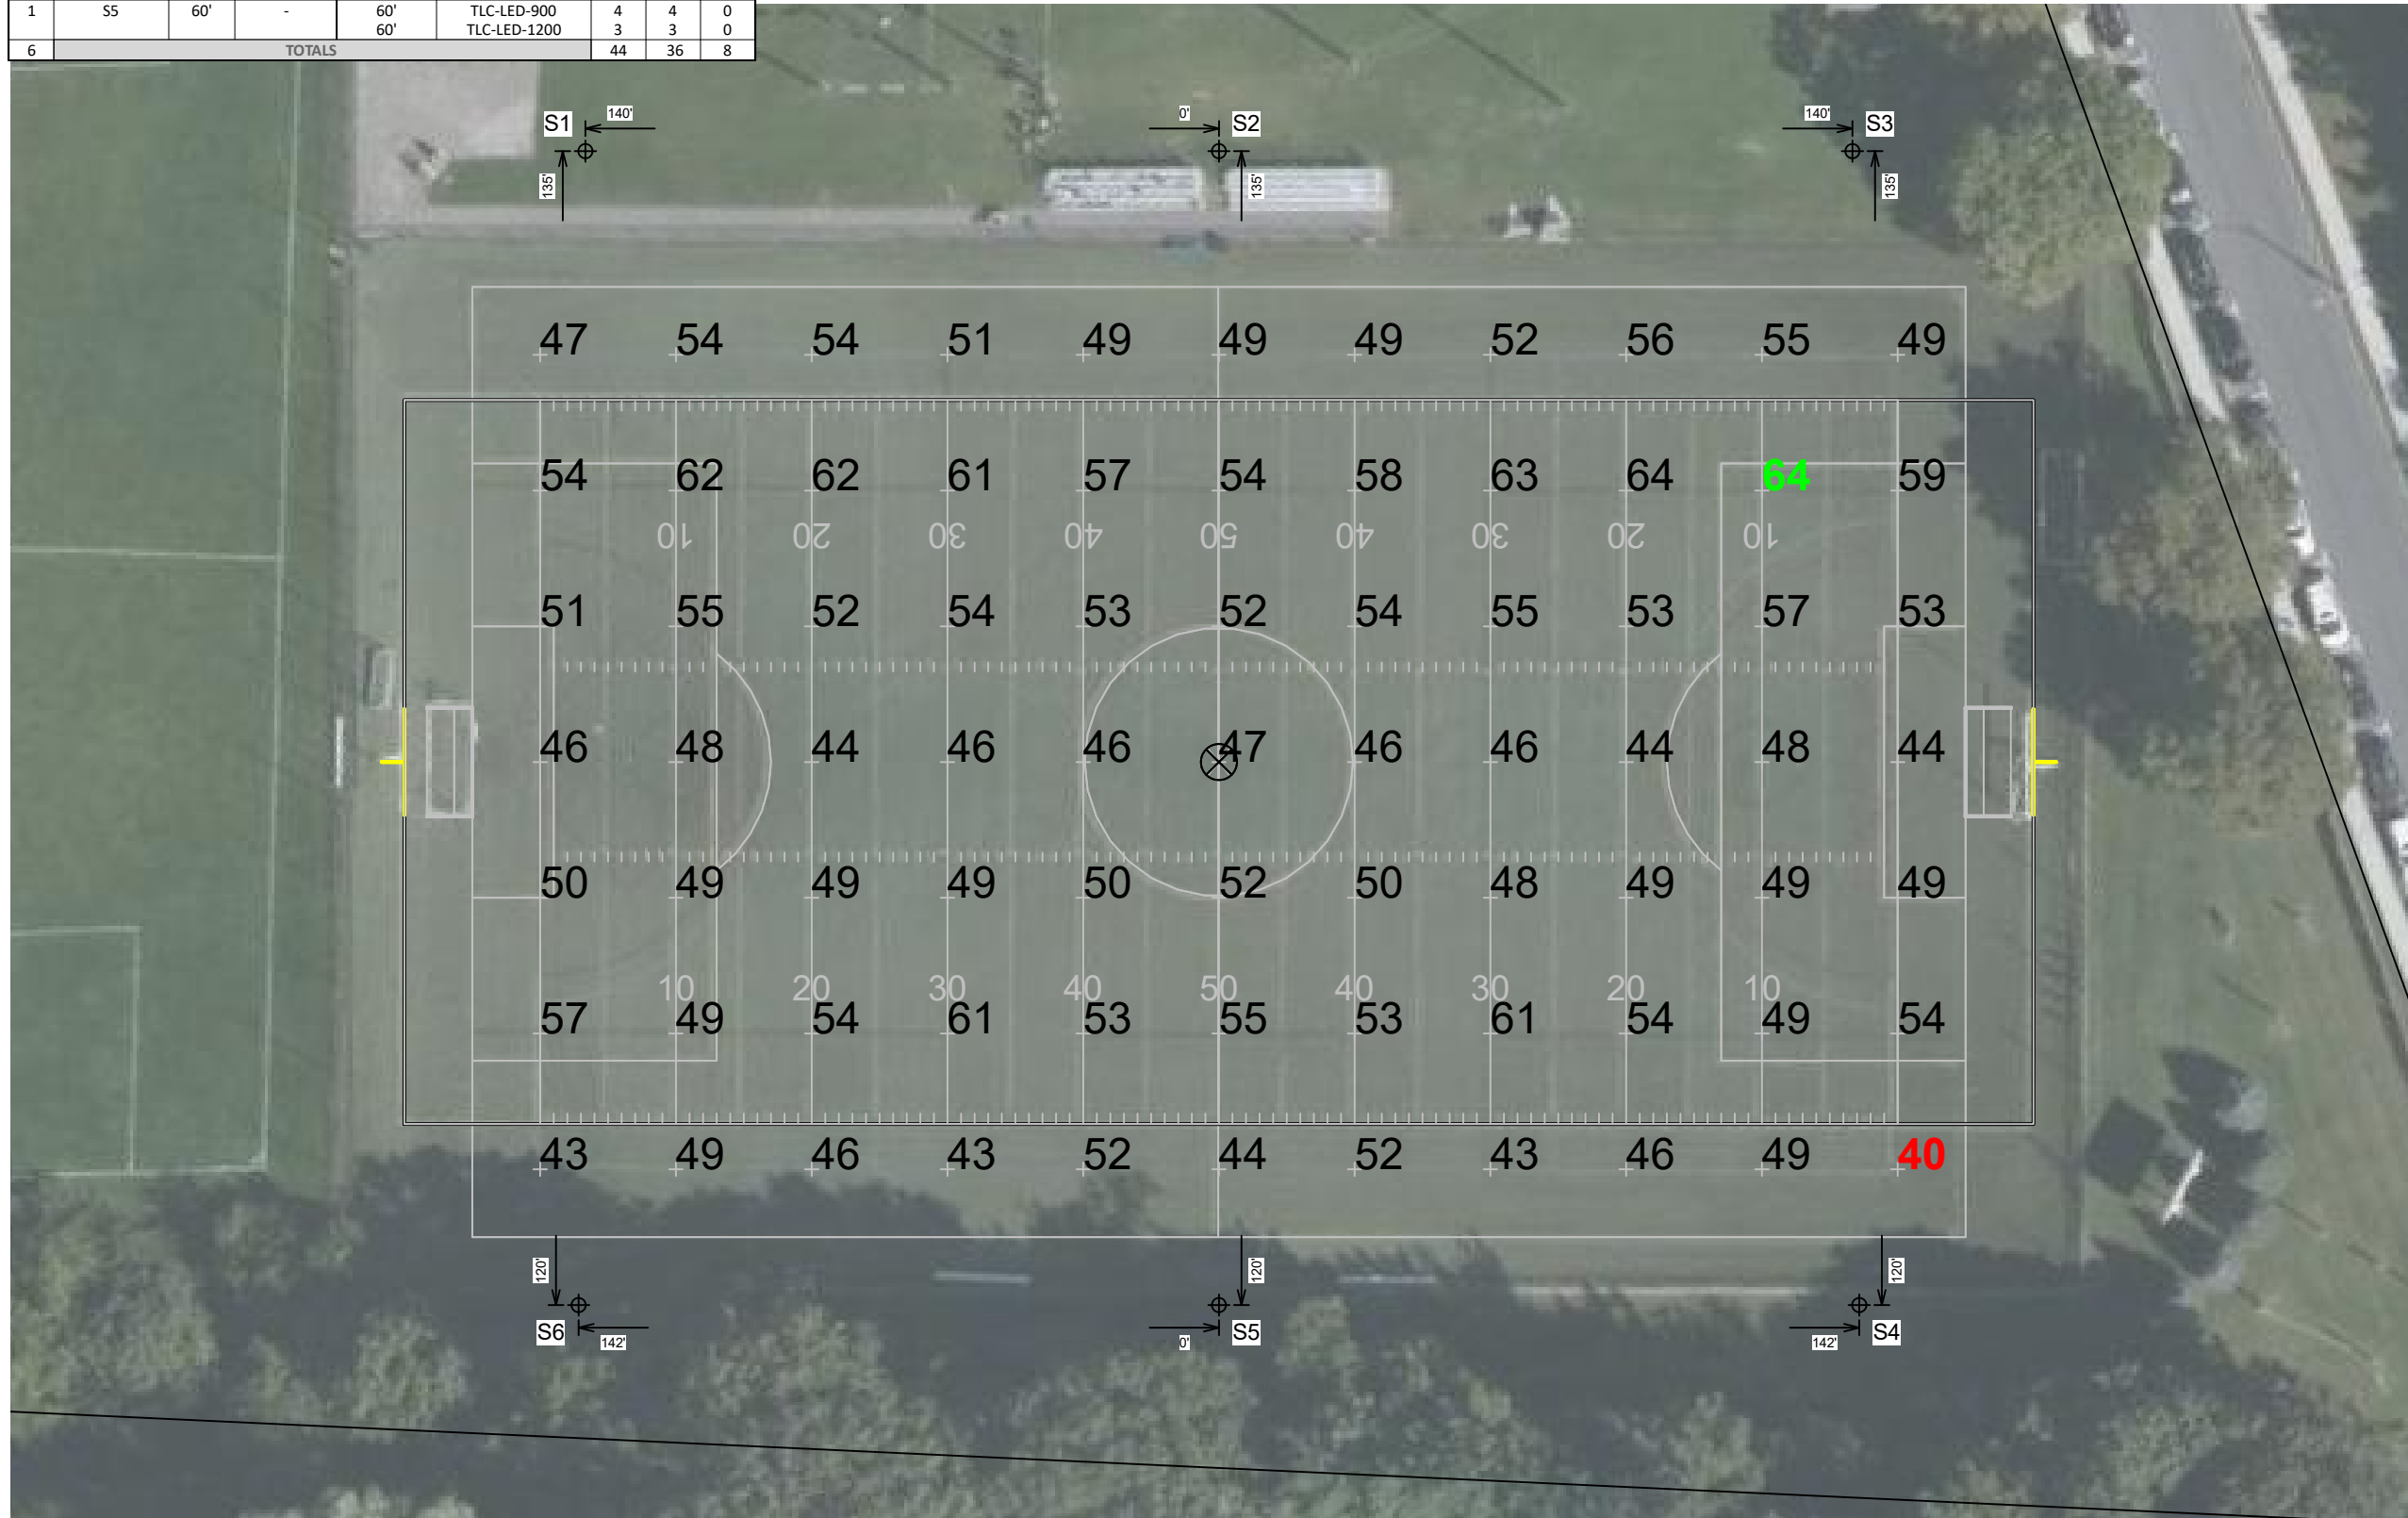 1 S5 60' - 60' TLC-LED-900 4 4 0
60' TLC-LED-1200 3 3 0
6 TOTALS 44 36 8
S1 140' 0' S2 140' S3
135' 135' 135'
47 54 54 51 49 49 49 52 56 55 49
54 62 62 61 57 54 58 63 64 64 59
10 20 30 40 50 40 30 20 10
51 55 52 54 53 52 54 55 53 57 53
46 48 44 46 46 47 46 46 44 48 44
50 49 49 49 50 52 50 48 49 49 49
10 20 30 40 50 40 30 20 10
57 49 54 61 53 55 53 61 54 49 54
43 49 46 43 52 44 52 43 46 49 40
120' 120' 120'
S6 142' 0' S5 142' S4